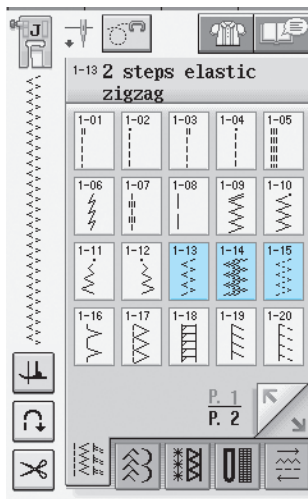 J
1-13 2 steps elastic
zigzag
1-01 1-02 1-03 1-04 1-05
1-06 1-07 1-08 1-09 1-10
1-11 1-12 1-13 1-14 1-15
1-16 1-17 1-18 1-19 1-20
P. 1
P. 2